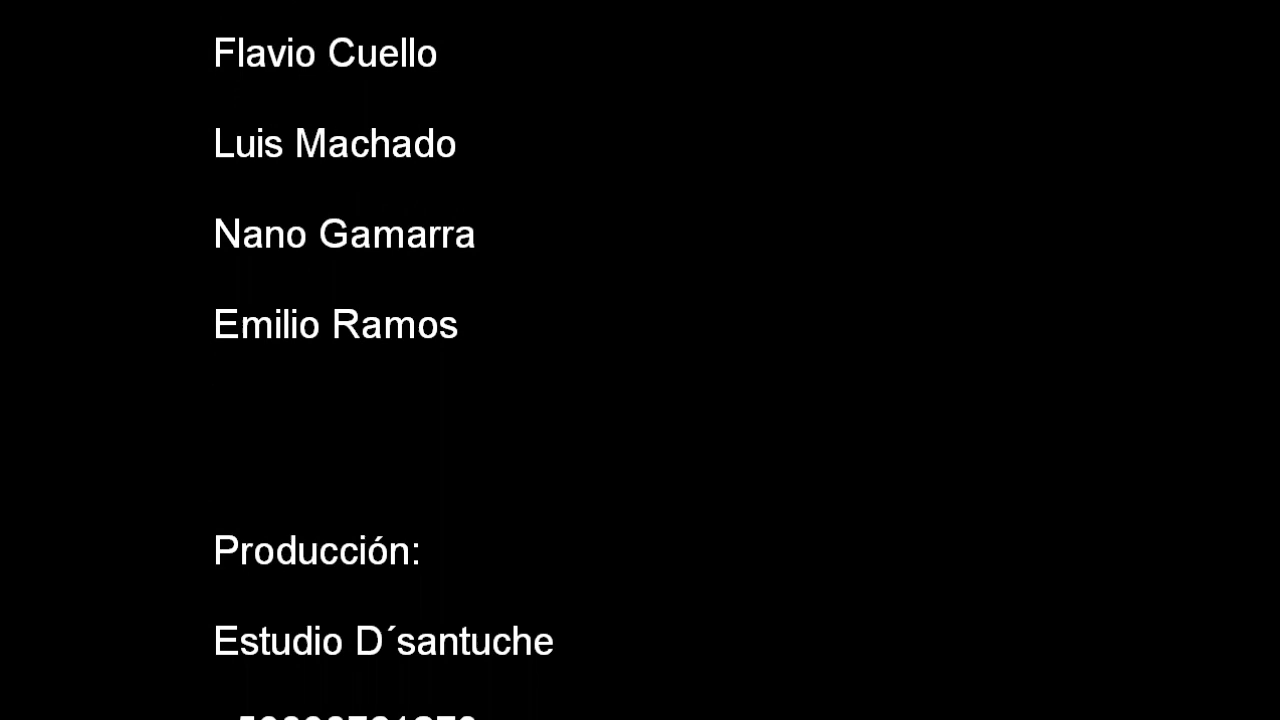 Flavio Cuello
Luis Machado
Nano Gamarra
Emilio Ramos
Producción:
Estudio D´santuche